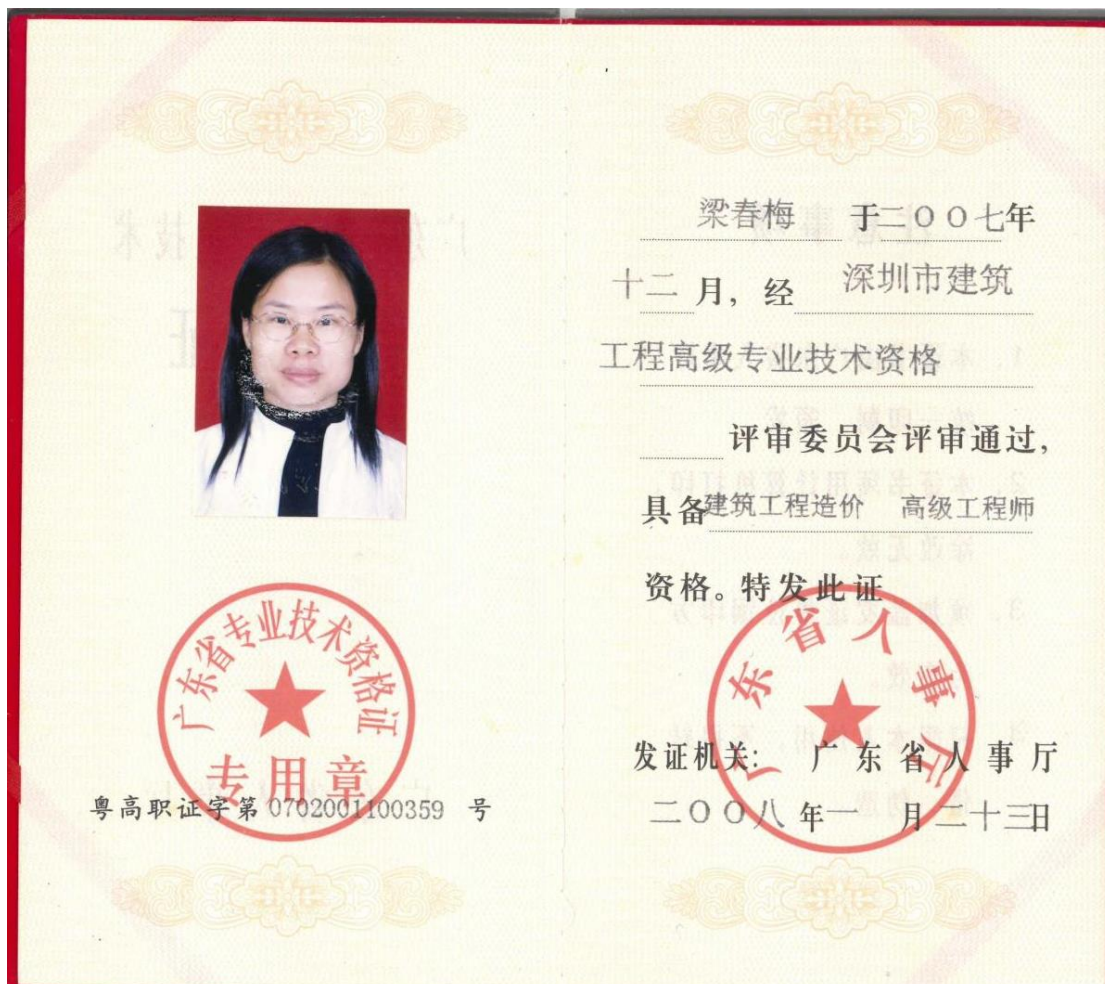 广东省专业技术资格证
专用章
粤高职证字第 0702001100359 号
梁春梅 于二〇〇七年
十二月，经 深圳市建筑
工程高级专业技术资格
评审委员会评审通过，
具备建筑工程造价 高级工程师
资格。特发此证
广东省人事厅
发证机关： 广东省人事厅
二〇〇八年一月二十三日